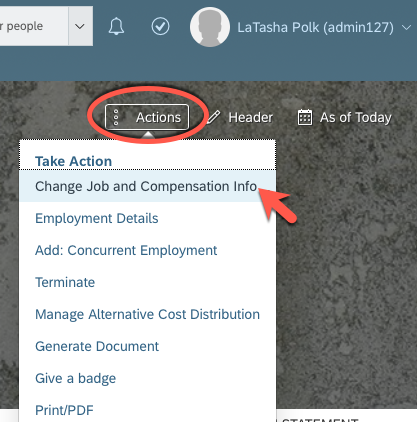 r people
LaTasha Polk (admin127)
Actions
Header
As of Today
Take Action
Change Job and Compensation Info
Employment Details
Add: Concurrent Employment
Terminate
Manage Alternative Cost Distribution
Generate Document
Give a badge
Print/PDF
STATEMENT